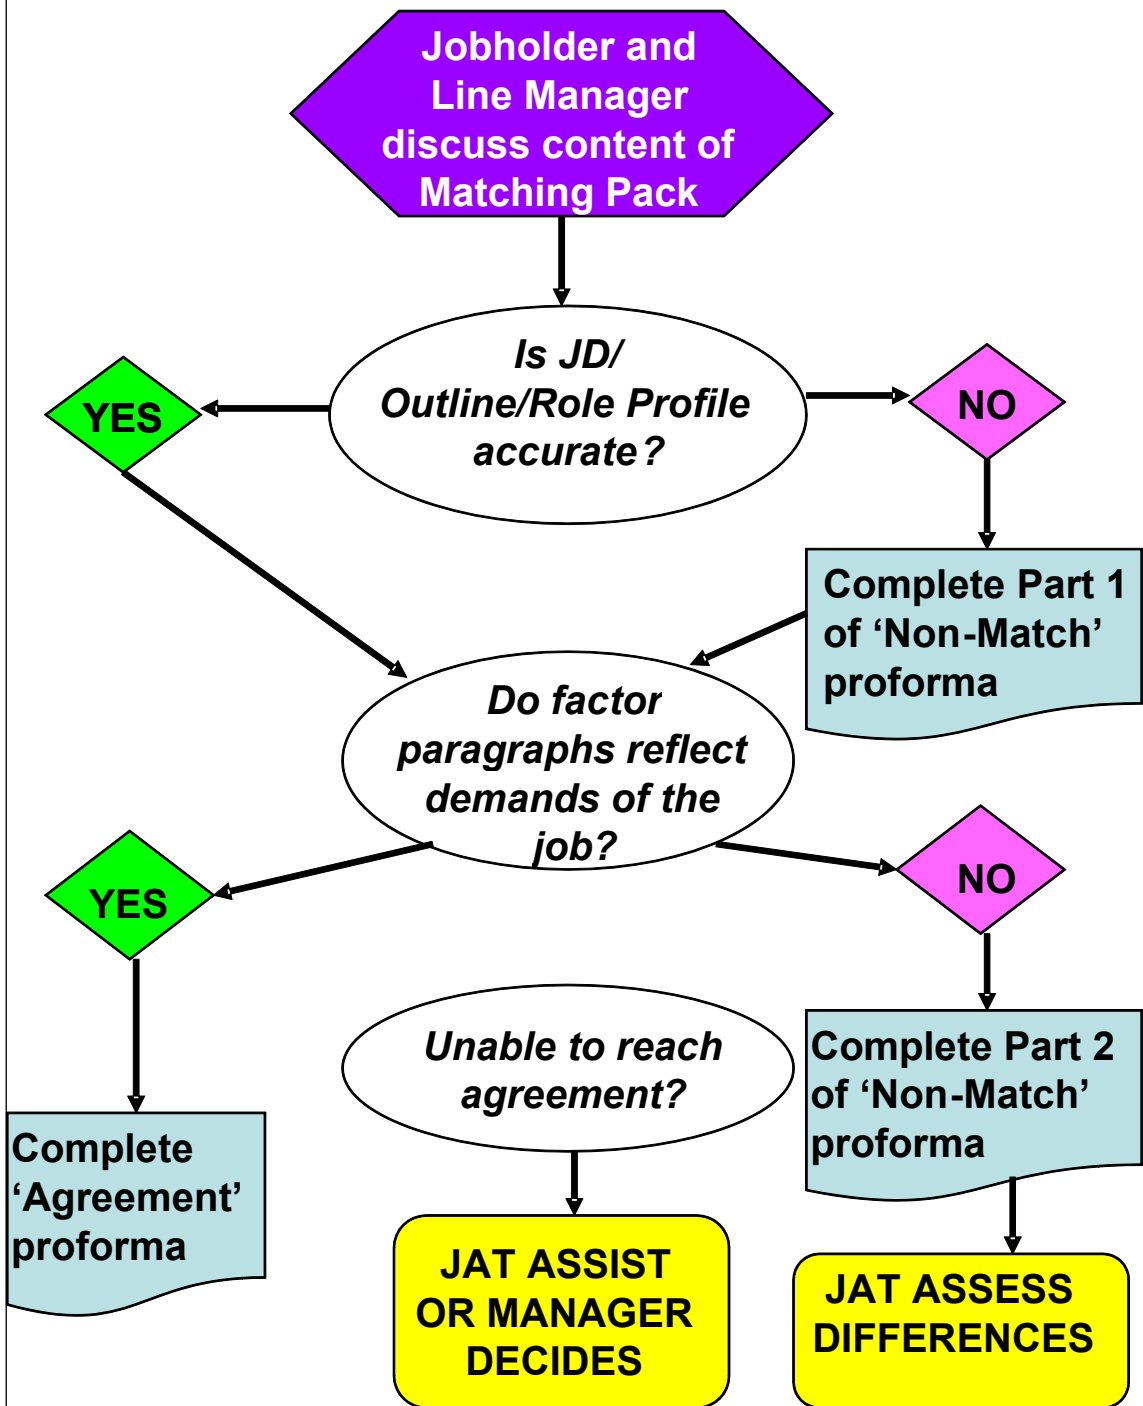 Jobholder and
Line Manager
discuss content of
Matching Pack
Is JD/
Outline/Role Profile
accurate?
YES
NO
Complete Part 1
of ‘Non-Match’
proforma
Do factor
paragraphs reflect
demands of the
job?
YES
NO
Unable to reach
agreement?
Complete Part 2
of ‘Non-Match’
proforma
Complete
‘Agreement’
proforma
JAT ASSIST
OR MANAGER
DECIDES
JAT ASSESS
DIFFERENCES